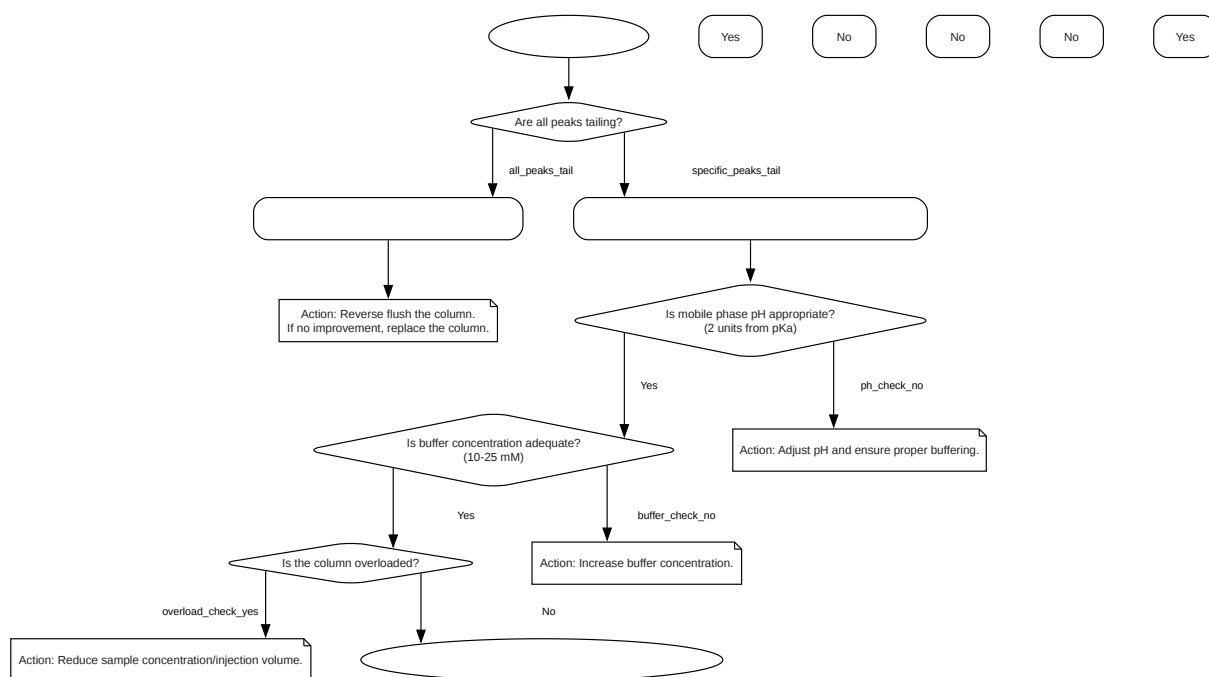 Yes
No
No
No
Yes
Are all peaks tailing?
all_peaks_tail
specific_peaks_tail
Action: Reverse flush the column.
If no improvement, replace the column.
Is mobile phase pH appropriate?
(2 units from pKa)
Yes
ph_check_no
Is buffer concentration adequate?
(10-25 mM)
Action: Adjust pH and ensure proper buffering.
Yes
buffer_check_no
Is the column overloaded?
Action: Increase buffer concentration.
overload_check_yes
No
Action: Reduce sample concentration/injection volume.